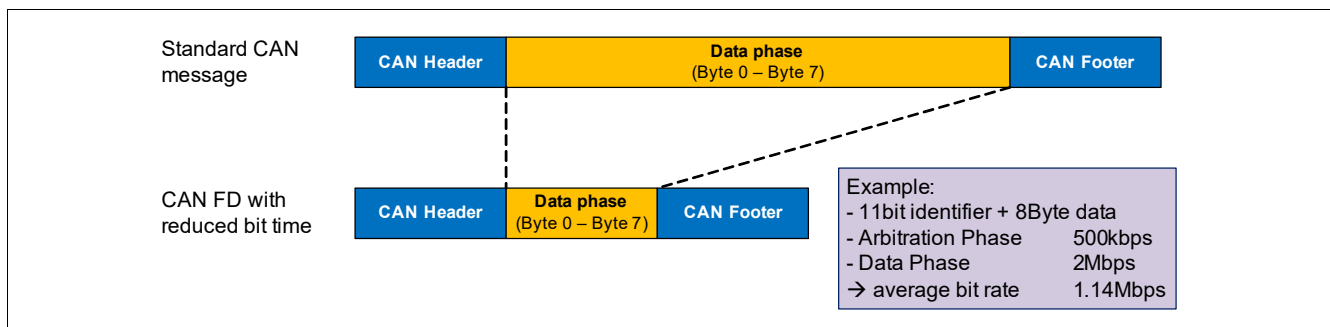 Standard CAN
message
CAN Header
Data phase
(Byte 0 – Byte 7)
CAN Footer
CAN FD with
reduced bit time
CAN Header
Data phase
(Byte 0 – Byte 7)
CAN Footer
Example:
- 11bit identifier + 8Byte data
- Arbitration Phase 500kbps
- Data Phase 2Mbps
→ average bit rate 1.14Mbps